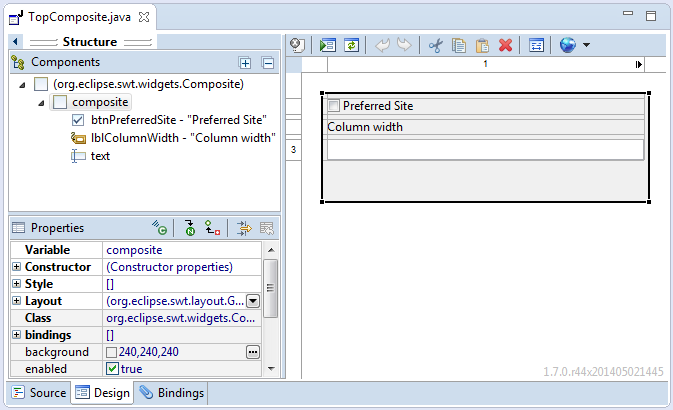 TopComposite.java
Structure
Components
(org.eclipse.swt.widgets.Composite)
composite
btnPreferredSite - "Preferred Site"
lblColumnWidth - "Column width"
text
Properties
Variable composite
Constructor (Constructor properties)
Style []
Layout (org.eclipse.swt.layout.G...
Class org.eclipse.swt.widgets.Co...
bindings []
background 240,240,240
enabled true
1
3
Preferred Site
Column width
1.7.0.r44x201405021445
Source Design Bindings